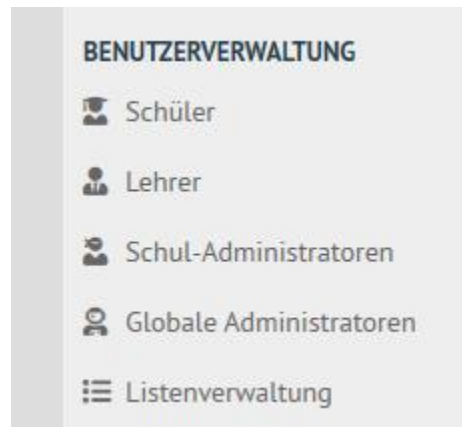 BENUTZERVERWALTUNG
Schüler
Lehrer
Schul-Administratoren
Globale Administratoren
Listenverwaltung